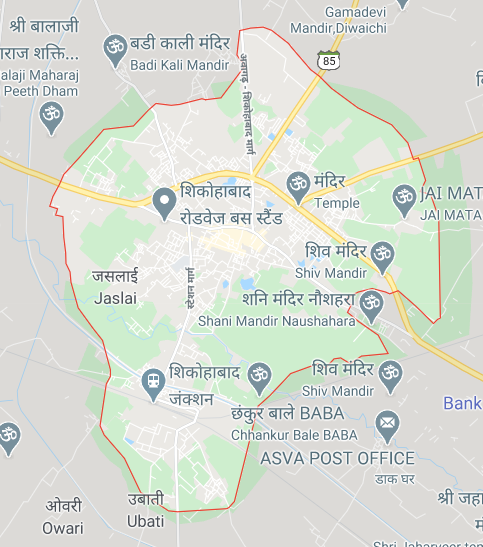 Gamadevi
Mandir,Diwaichi
श्री बालाजी
शक्ति...
alaji Maharaj
Peeth Dham
बडी काली मंदिर
Badi Kali Mandir
85
अवागढ़ - शिकोहाबाद मार्ग
शिकोहाबाद
रोडवेज बस स्टैंड
मंदिर
Temple
JAI MAT
JAI MATA
शिव मंदिर
Shiv Mandir
जसलाई
Jaslai
स्टेशन मार्ग
शनि मंदिर नौशहरा
Shani Mandir Naushahara
शिकोहाबाद
जंक्शन
शिव मंदिर
Shiv Mandir
छंकुर बाले BABA
Chhankur Bale BABA
Bank
ASVA POST OFFICE
डाक घर
उबाती
Ubati
ओवरी
Owari
श्री जहा